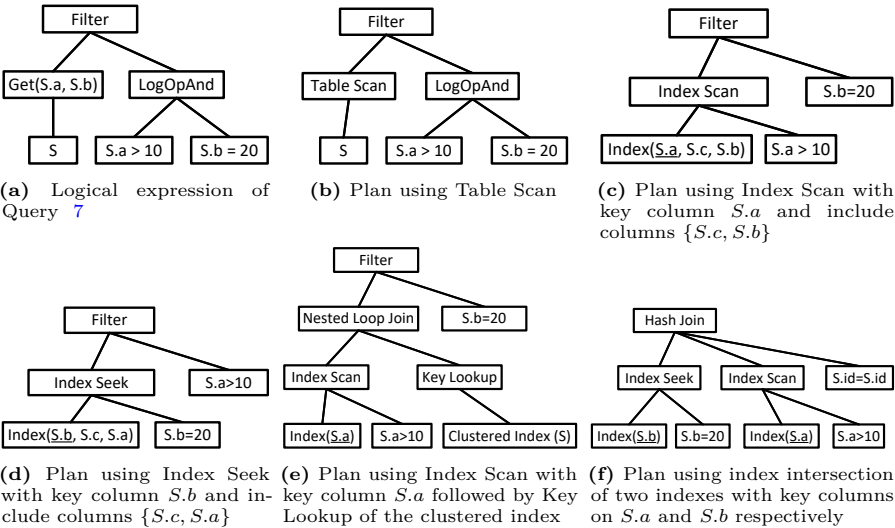 Filter
Get(S.a, S.b) LogOpAnd
S S.a > 10 S.b = 20
(a) Logical expression of
Query 7
Filter
Table Scan LogOpAnd
S S.a > 10 S.b = 20
(b) Plan using Table Scan
Filter
Index Scan S.b=20
Index(S.a, S.c, S.b) S.a > 10
(c) Plan using Index Scan with
key column S.a and include
columns {S.c, S.b}
Filter
Index Seek S.a>10
Index(S.b, S.c, S.a) S.b=20
(d) Plan using Index Seek
with key column S.b and in-
clude columns {S.c, S.a}
Filter
Nested Loop Join S.b=20
Index Scan Key Lookup
Index(S.a) S.a>10 Clustered Index (S)
(e) Plan using Index Scan with
key column S.a followed by Key
Lookup of the clustered index
Hash Join
Index Seek Index Scan S.id=S.id
Index(S.b) S.b=20 Index(S.a) S.a>10
(f) Plan using index intersection
of two indexes with key columns
on S.a and S.b respectively